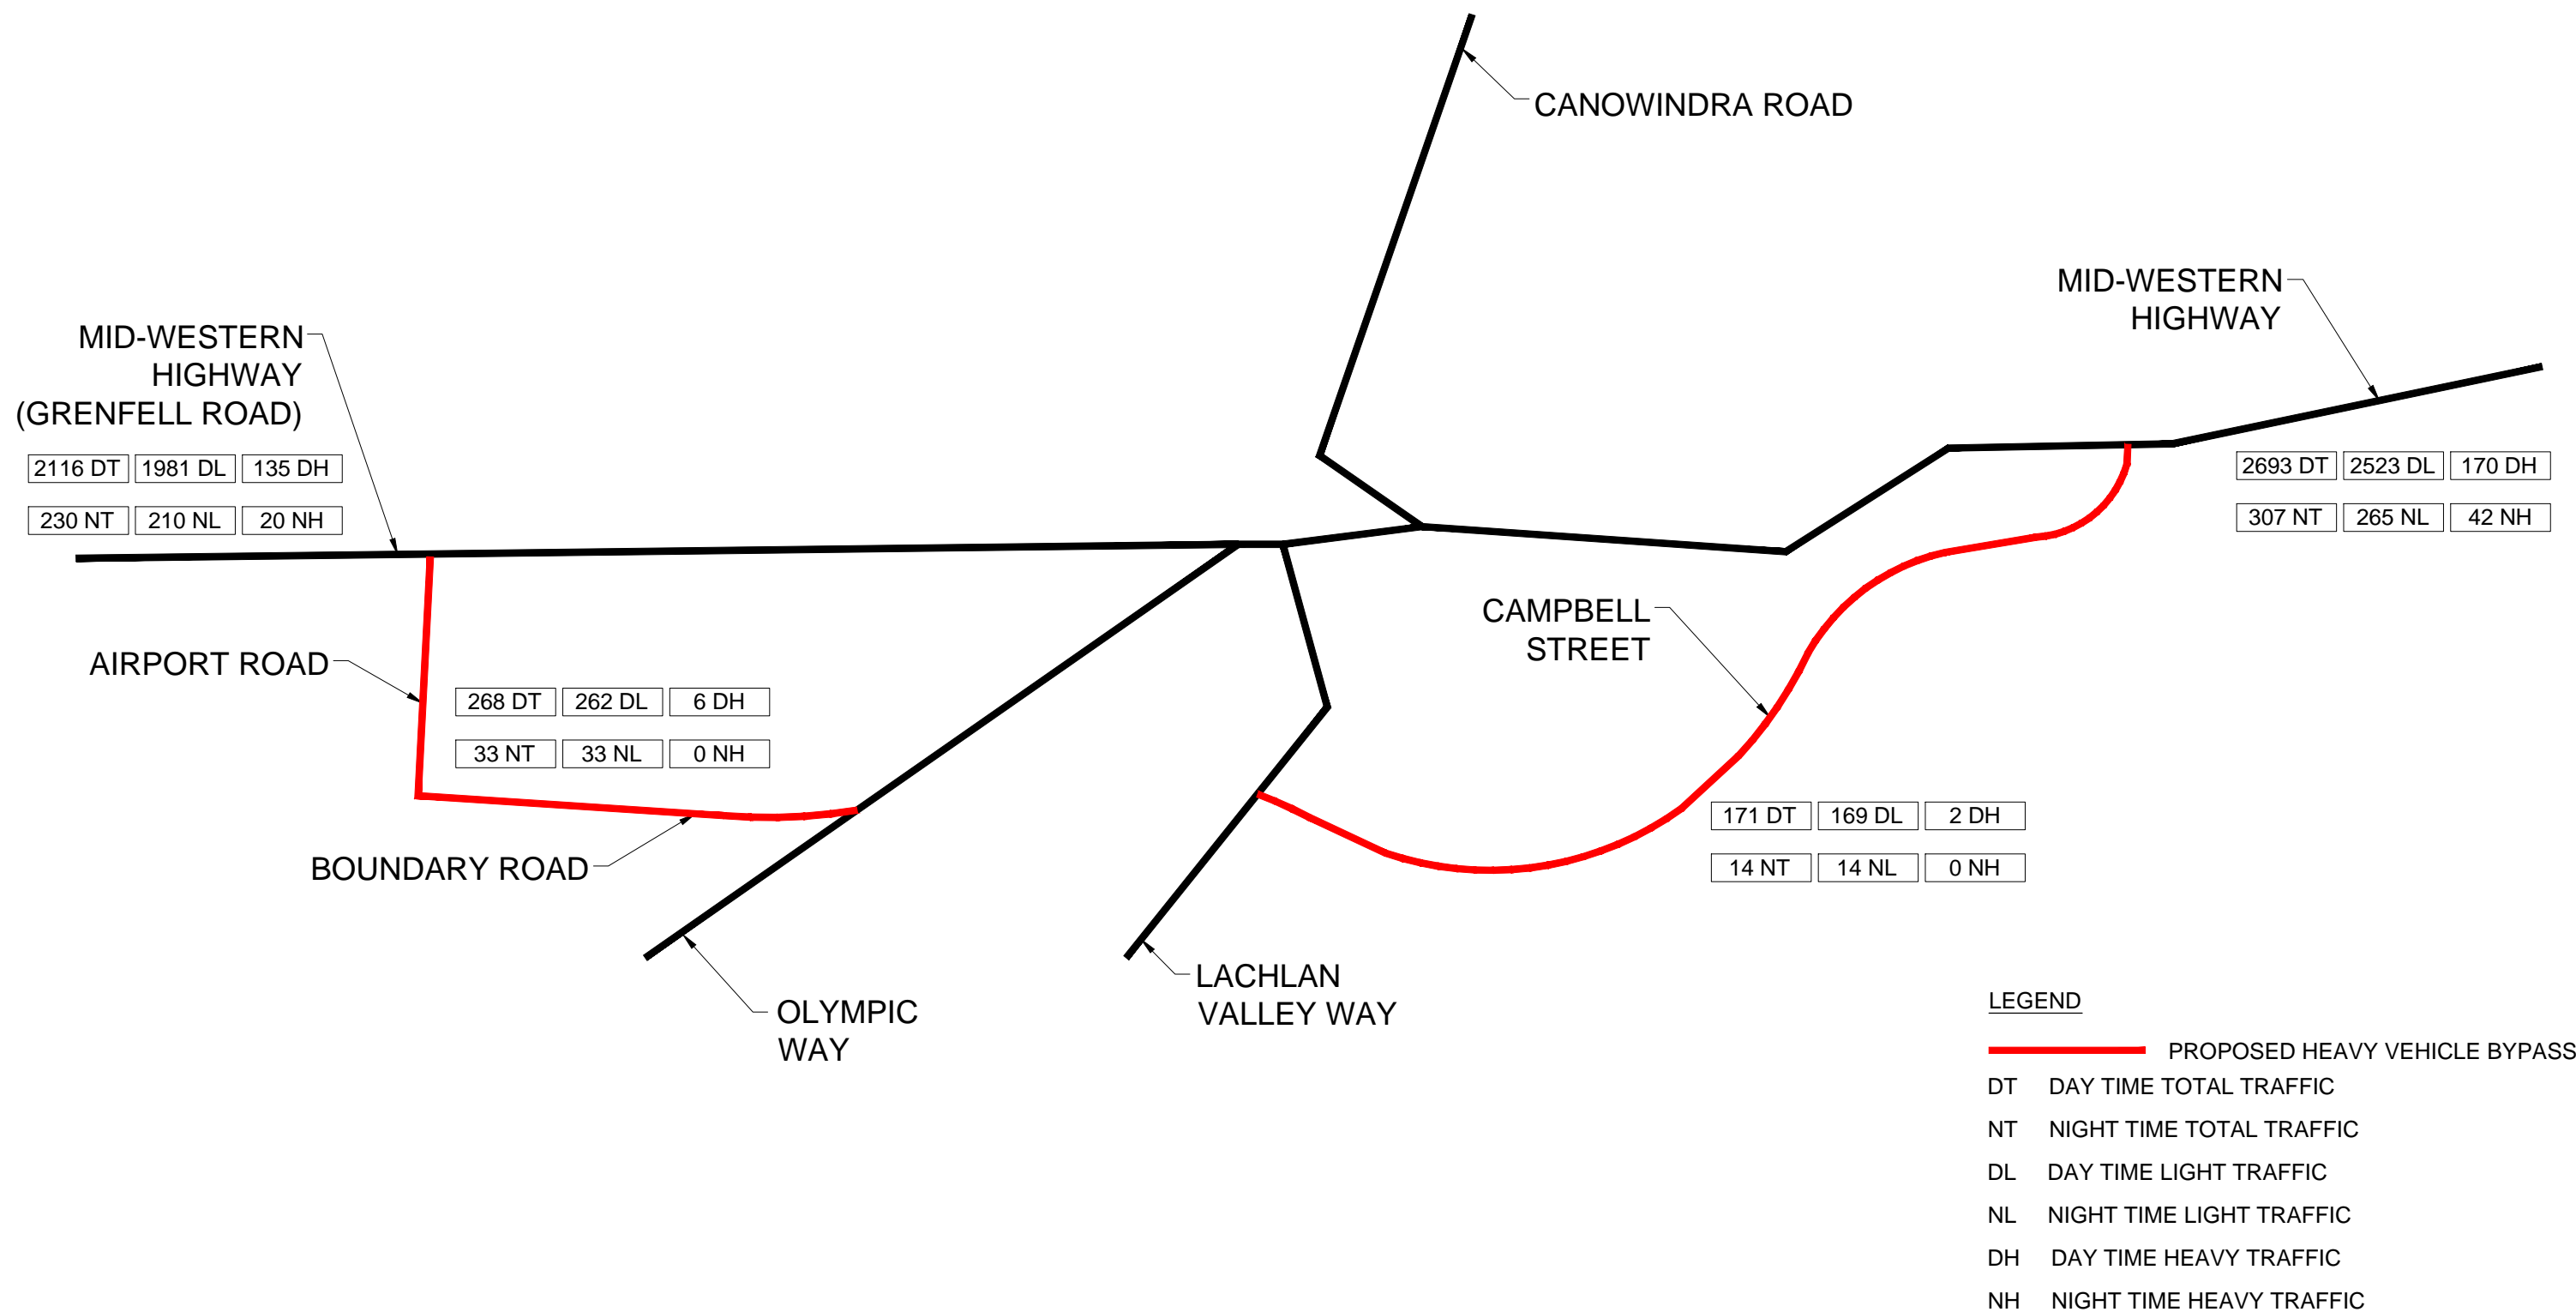 CANOWINDRA ROAD
MID-WESTERN
HIGHWAY
MID-WESTERN
HIGHWAY
(GRENFELL ROAD)
2116 DT 1981 DL 135 DH
230 NT 210 NL 20 NH
2693 DT 2523 DL 170 DH
307 NT 265 NL 42 NH
CAMPBELL
STREET
AIRPORT ROAD
268 DT 262 DL 6 DH
33 NT 33 NL 0 NH
171 DT 169 DL 2 DH
14 NT 14 NL 0 NH
BOUNDARY ROAD
LACHLAN
VALLEY WAY
OLYMPIC
WAY
LEGEND
PROPOSED HEAVY VEHICLE BYPASS
DT DAY TIME TOTAL TRAFFIC
NT NIGHT TIME TOTAL TRAFFIC
DL DAY TIME LIGHT TRAFFIC
NL NIGHT TIME LIGHT TRAFFIC
DH DAY TIME HEAVY TRAFFIC
NH NIGHT TIME HEAVY TRAFFIC